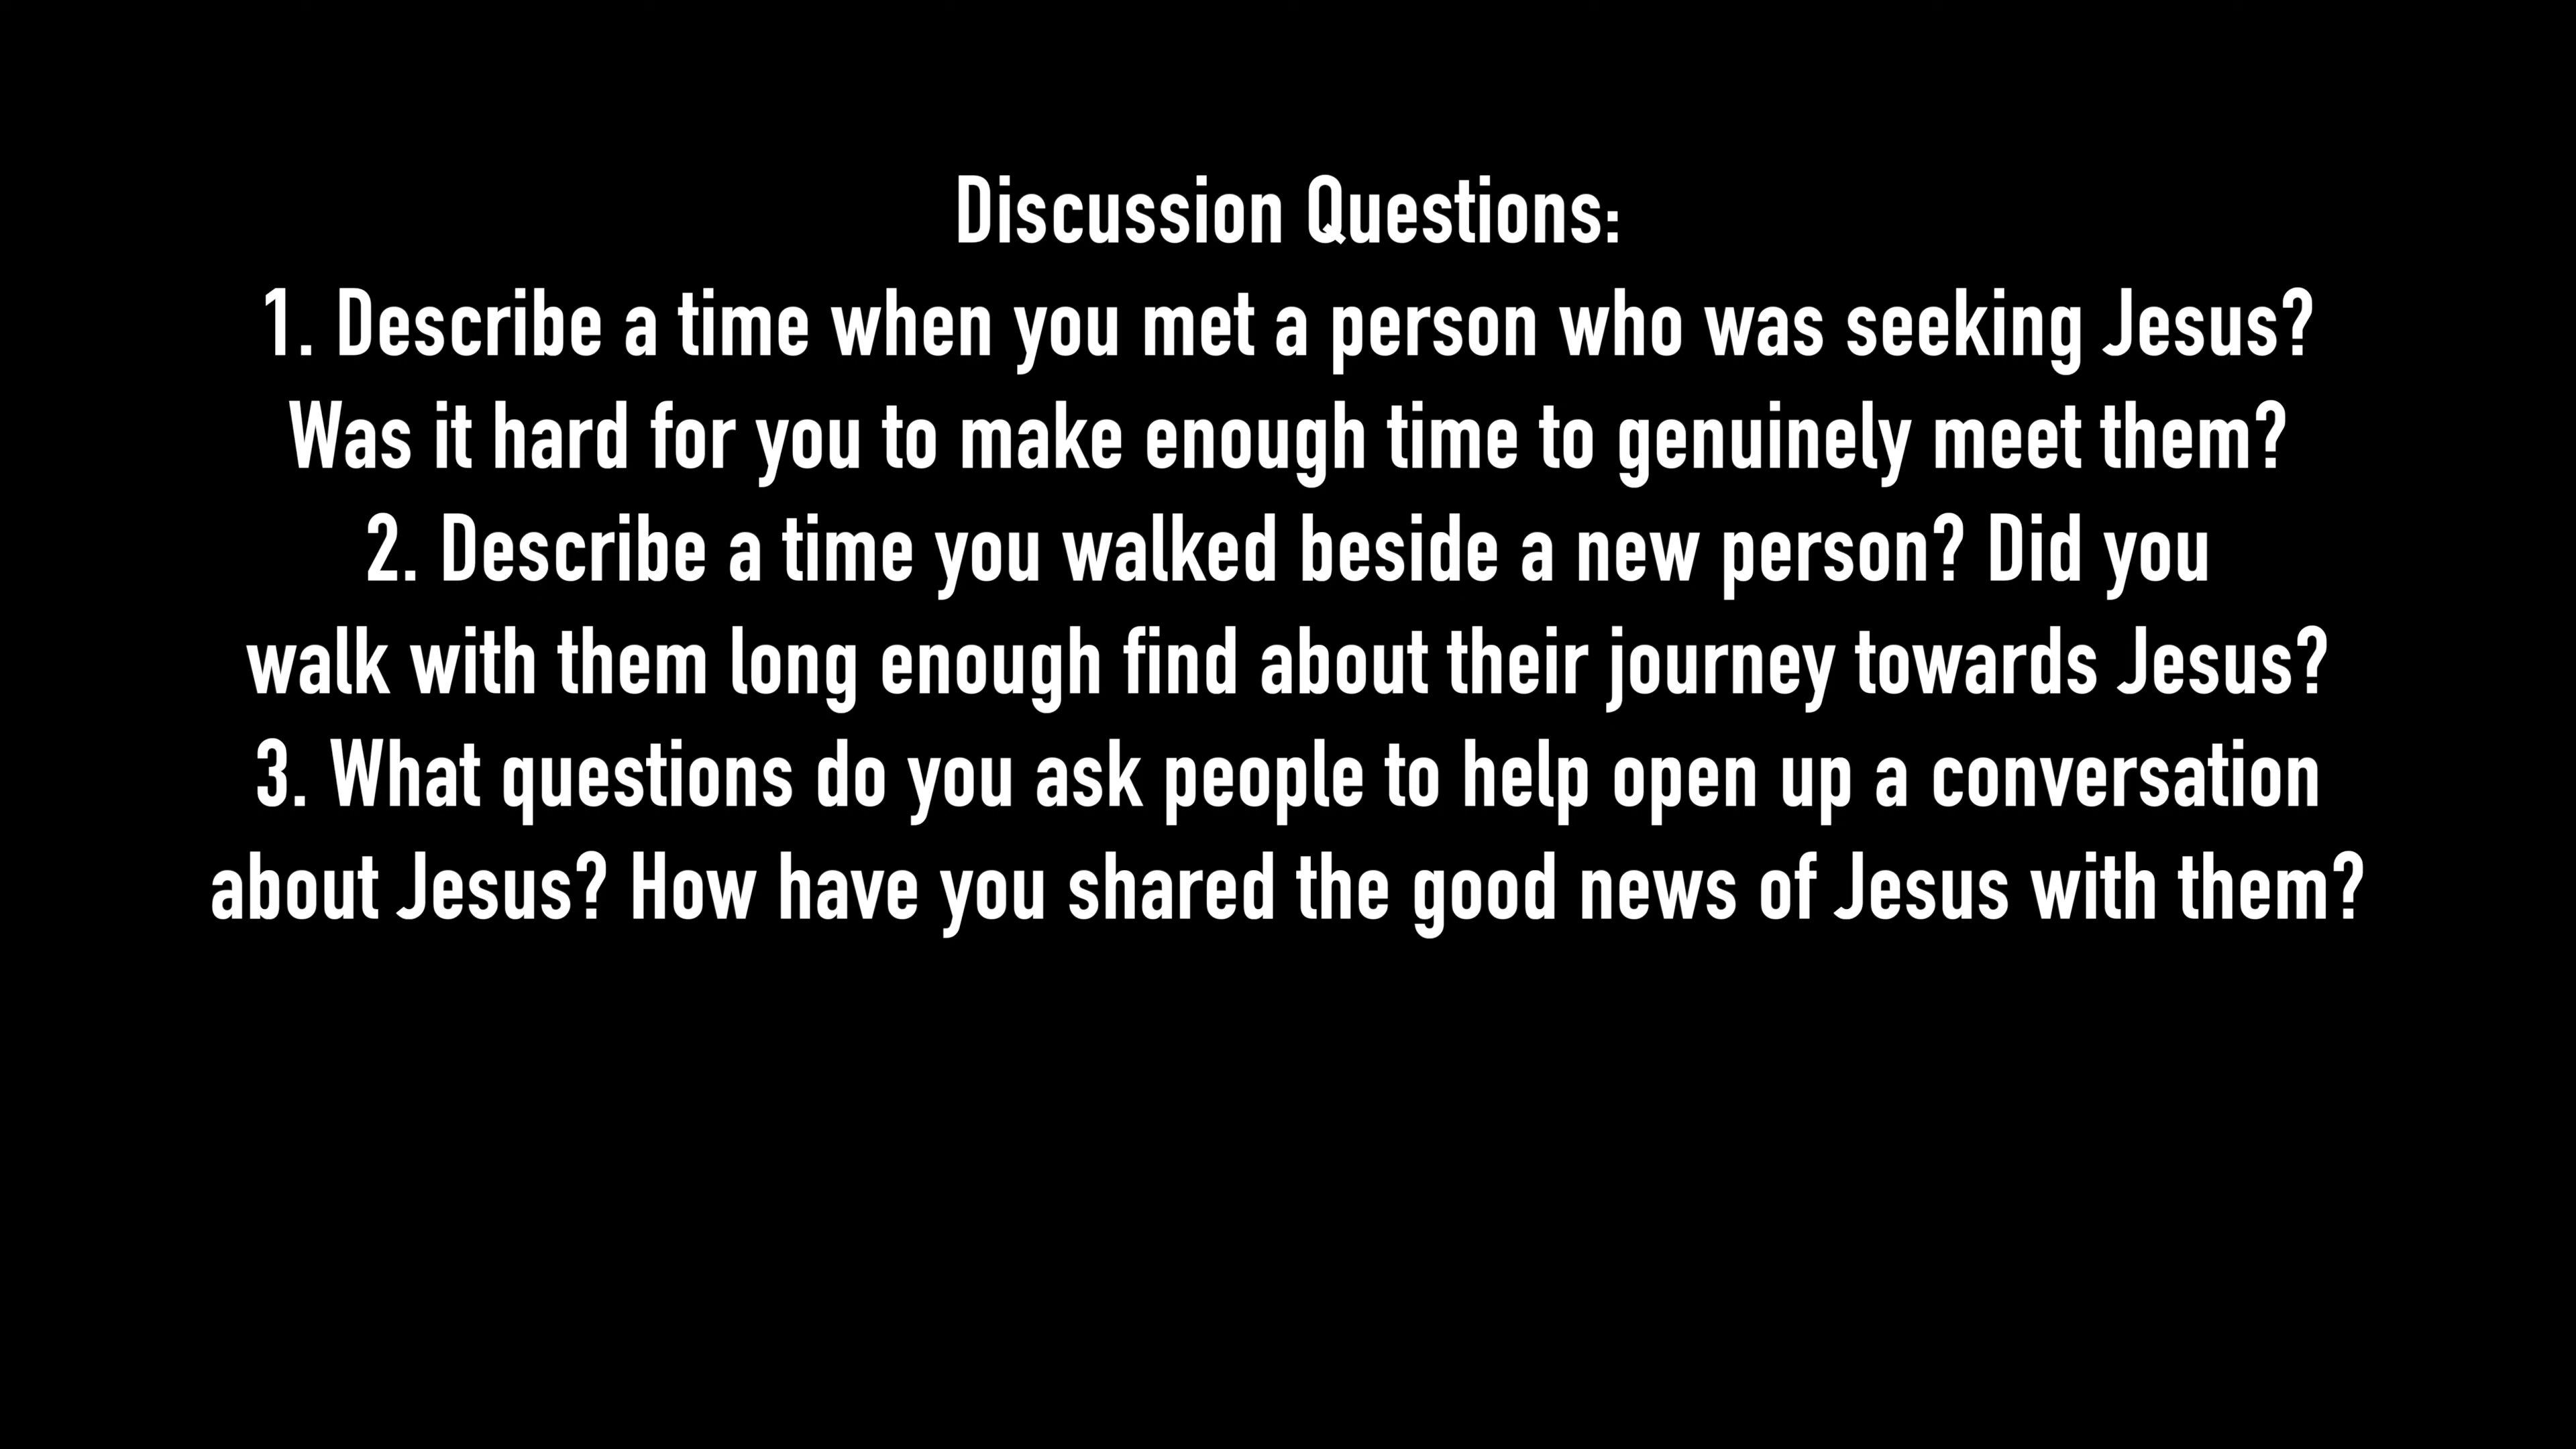 Discussion Questions:
1. Describe a time when you met a person who was seeking Jesus?
Was it hard for you to make enough time to genuinely meet them?
2. Describe a time you walked beside a new person? Did you
walk with them long enough find about their journey towards Jesus?
3. What questions do you ask people to help open up a conversation
about Jesus? How have you shared the good news of Jesus with them?